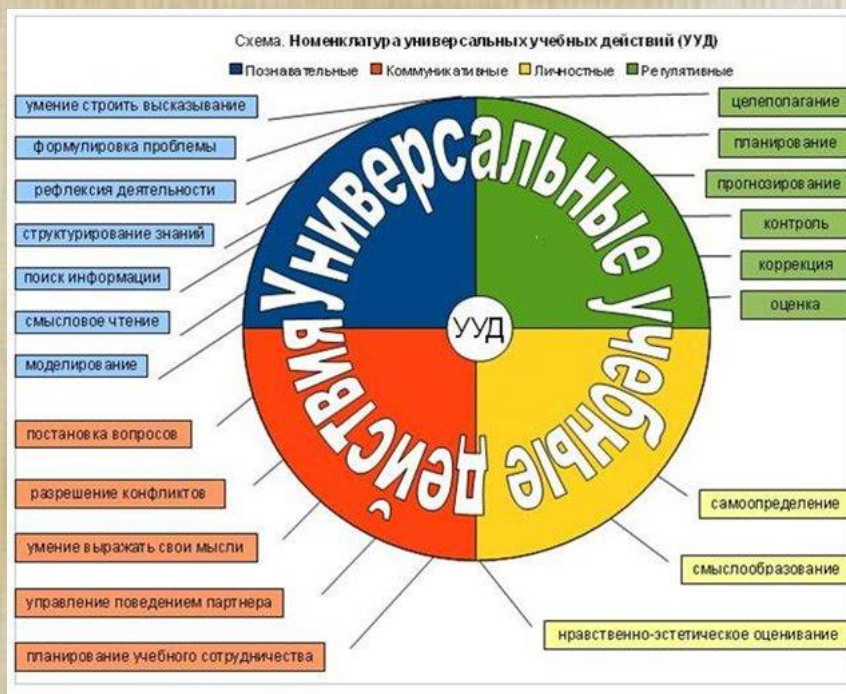 Схема. Номенклатура универсальных учебных действий (УУД)
Познавательные Коммуникативные Личностные Регулятивные
умение строить высказывание
формулировка проблемы
рефлексия деятельности
структурирование знаний
поиск информации
смысловое чтение
моделирование
постановка вопросов
разрешение конфликтов
умение выражать свои мысли
управление поведением партнера
планирование учебного сотрудничества
Универсальные учебные действия
УУД
целеполагание
планирование
прогнозирование
контроль
коррекция
оценка
самоопределение
смыслообразование
нравственно-эстетическое оценивание